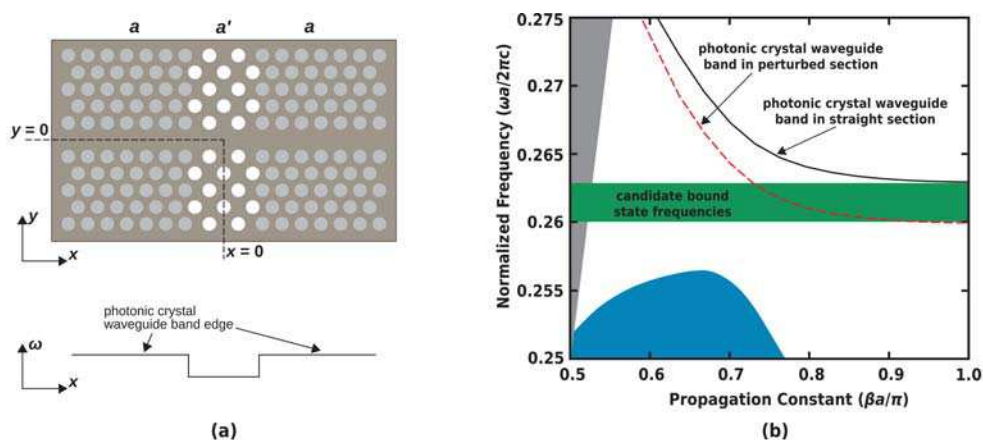 a a' a
y = 0
y
x
x = 0
photonic crystal
waveguide band edge
ω
x
(a)
Normalized Frequency (ωa/2πc)
0.275
0.27
0.265
0.26
0.255
0.25
photonic crystal waveguide
band in perturbed section
photonic crystal waveguide
band in straight section
candidate bound
state frequencies
0.5 0.6 0.7 0.8 0.9 1.0
Propagation Constant (βa/π)
(b)